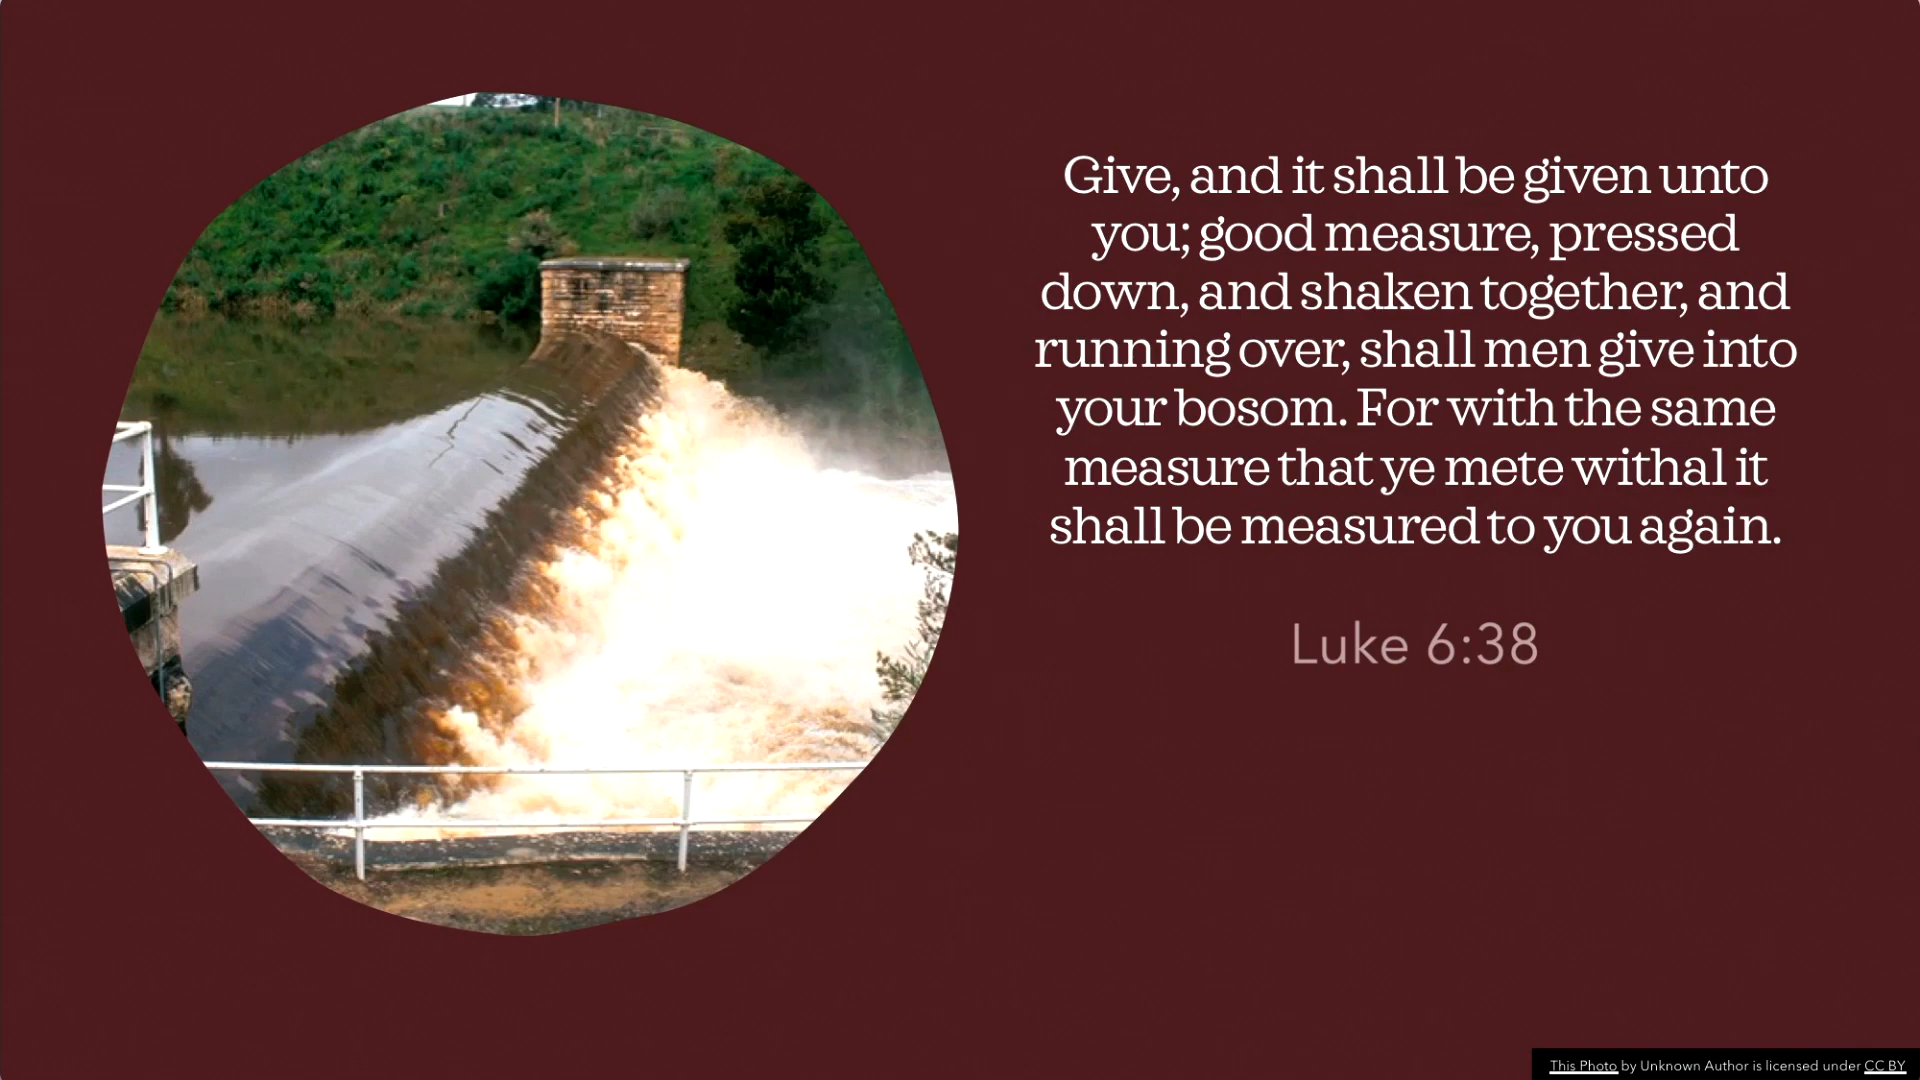 Give, and it shall be given unto
you; good measure, pressed
down, and shaken together, and
running over, shall men give into
your bosom. For with the same
measure that ye mete withal it
shall be measured to you again.
Luke 6:38
This Photo by Unknown Author is licensed under CC BY